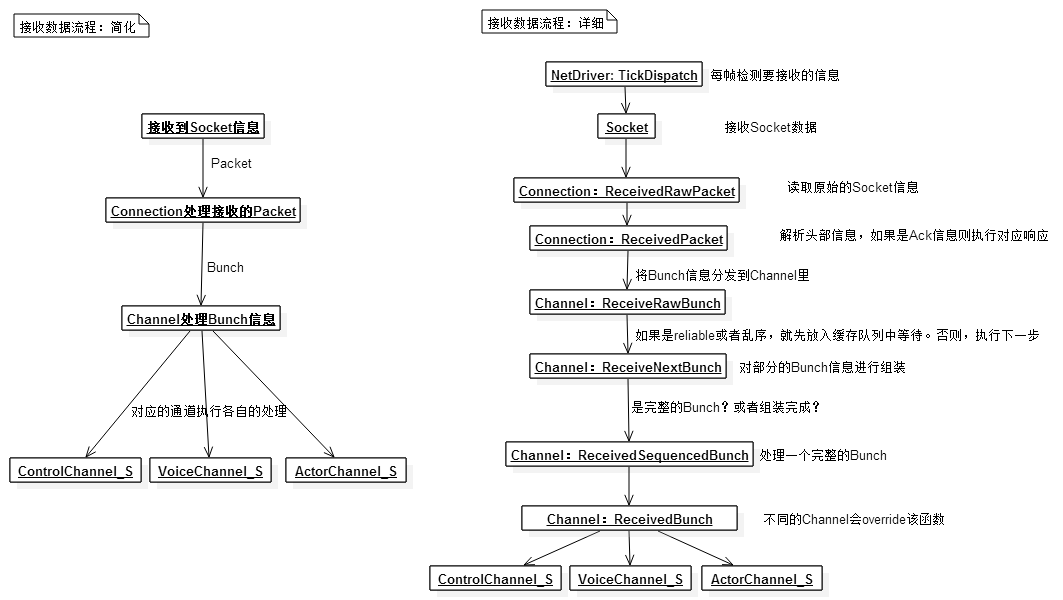 接收数据流程：简化
接收到Socket信息
Packet
Connection处理接收的Packet
Bunch
Channel处理Bunch信息
对应的通道执行各自的处理
ControlChannel_S
VoiceChannel_S
ActorChannel_S
接收数据流程：详细
NetDriver: TickDispatch
每帧检测要接收的信息
Socket
接收Socket数据
Connection：ReceivedRawPacket
读取原始的Socket信息
Connection：ReceivedPacket
解析头部信息，如果是Ack信息则执行对应响应
将Bunch信息分发到Channel里
Channel：ReceiveRawBunch
如果是reliable或者乱序，就先放入缓存队列中等待。否则，执行下一步
Channel：ReceiveNextBunch
对部分的Bunch信息进行组装
是完整的Bunch？或者组装完成？
Channel：ReceivedSequencedBunch
处理一个完整的Bunch
Channel：ReceivedBunch
不同的Channel会override该函数
ControlChannel_S
VoiceChannel_S
ActorChannel_S